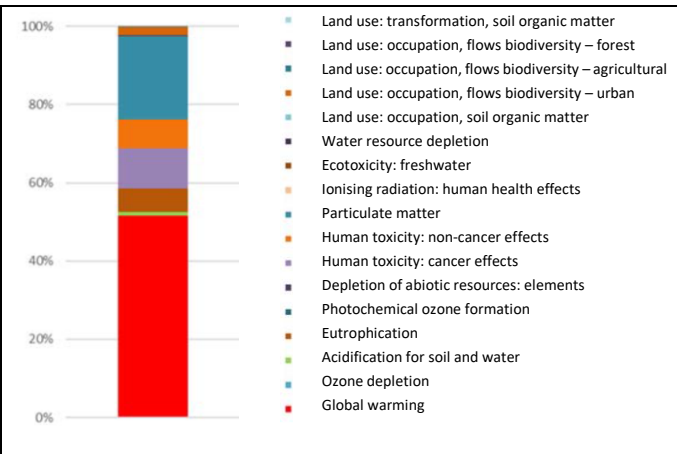 100%
80%
60%
40%
20%
0%
Land use: transformation, soil organic matter
Land use: occupation, flows biodiversity – forest
Land use: occupation, flows biodiversity – agricultural
Land use: occupation, flows biodiversity – urban
Land use: occupation, soil organic matter
Water resource depletion
Ecotoxicity: freshwater
Ionising radiation: human health effects
Particulate matter
Human toxicity: non-cancer effects
Human toxicity: cancer effects
Depletion of abiotic resources: elements
Photochemical ozone formation
Eutrophication
Acidification for soil and water
Ozone depletion
Global warming